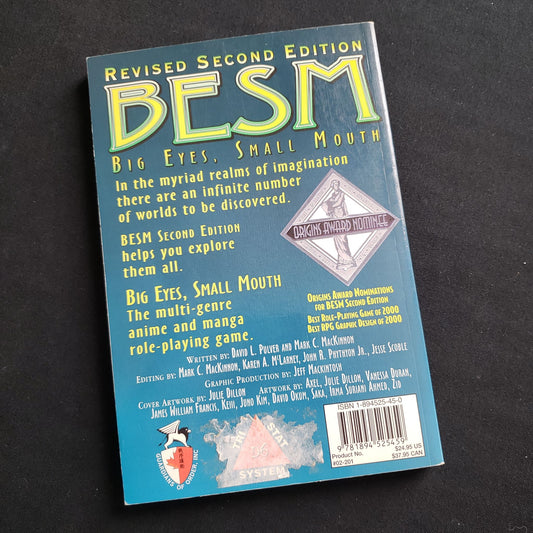 REVISED SECOND EDITION
BESM
BIG EYES, SMALL MOUTH
In the myriad realms of imagination
there are an infinite number
of worlds to be discovered.
BESM SECOND EDITION
helps you explore
them all.
ORIGINS AWARD NOMINEE
BIG EYES, SMALL MOUTH
The multi-genre
anime and manga
role-playing game.
ORIGINS AWARD NOMINATIONS
FOR BESM SECOND EDITION
BEST ROLE-PLAYING GAME OF 2000
BEST RPG GRAPHIC DESIGN OF 2000
WRITTEN BY: DAVID L. PULVER AND MARK C. MACKINNON
EDITING BY: MARK C. MACKINNON, KAREN A. MCLARNEY, JOHN R. PHYTHYON JR., JESSE SCOBLE
GRAPHIC PRODUCTION BY: JEFF MACKINTOSH
COVER ARTWORK BY: JULIE DILLON ARTWORK BY: AXEL, JULIE DILLON, VANESSA DURAN,
JAMES WILLIAM FRANCIS, KEIII, JUNO KIM, DAVID OKUM, SAKA, IRMA SURIANI AHMED, ZID
GUARDIANS OF ORDER, INC
STAT
SYSTEM
ISBN 1-894525-45-0
9 781894 525459
Product No.
#02-201
$24.95 US
$37.95 CAN